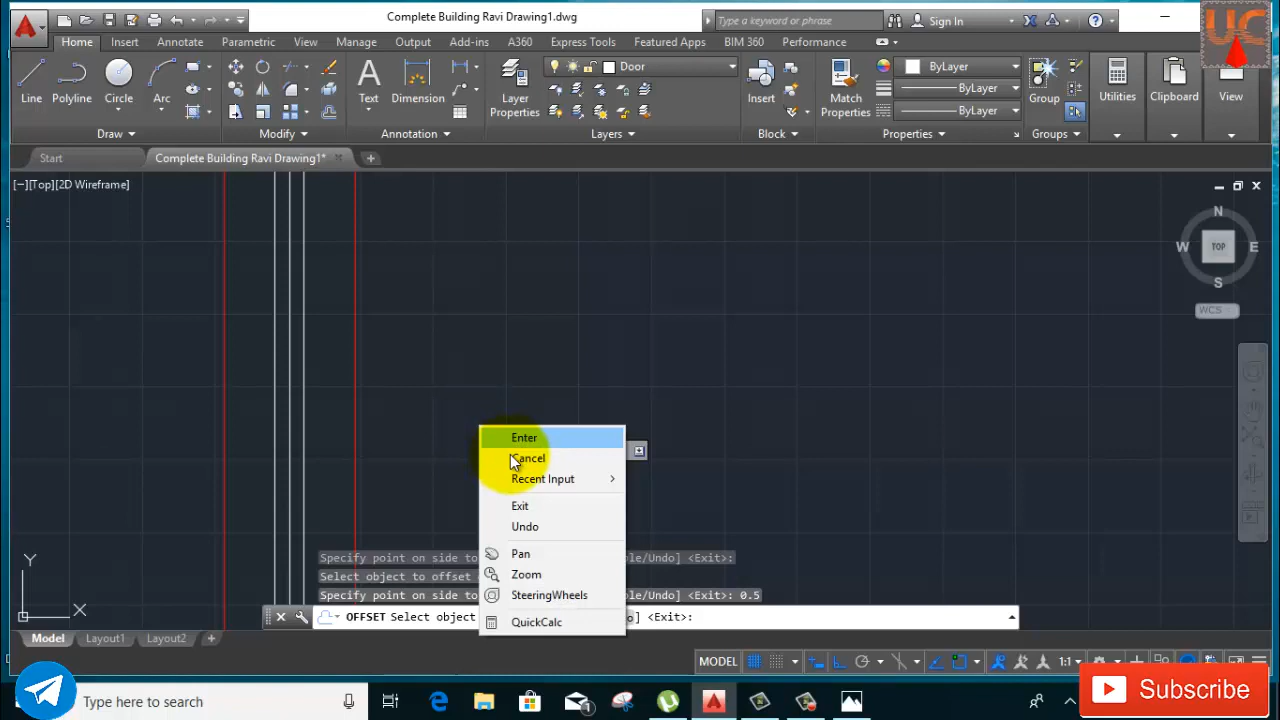 Complete Building Ravi Drawing1.dwg
Type a keyword or phrase
Sign In
UC
Home Insert Annotate Parametric View Manage Output Add-ins A360 Express Tools Featured Apps BIM 360 Performance
Door
ByLayer
ByLayer
ByLayer
Line Polyline Circle Arc Text Dimension Layer Properties Insert Match Properties Group Utilities Clipboard View
Draw Modify Annotation Layers Block Properties Groups
Start Complete Building Ravi Drawing1*
[−][Top][2D Wireframe]
N
W TOP E
S
WCS
Enter
Cancel
Recent Input
Exit
Undo
Pan
Zoom
SteeringWheels
QuickCalc
Specify point on side to ple/Undo] <Exit>:
Select object to offset
Specify point on side to ple/Undo] <Exit>: 0.5
OFFSET Select object o] <Exit>:
Y
X
Model Layout1 Layout2
MODEL 1:1
Type here to search
1
Subscribe